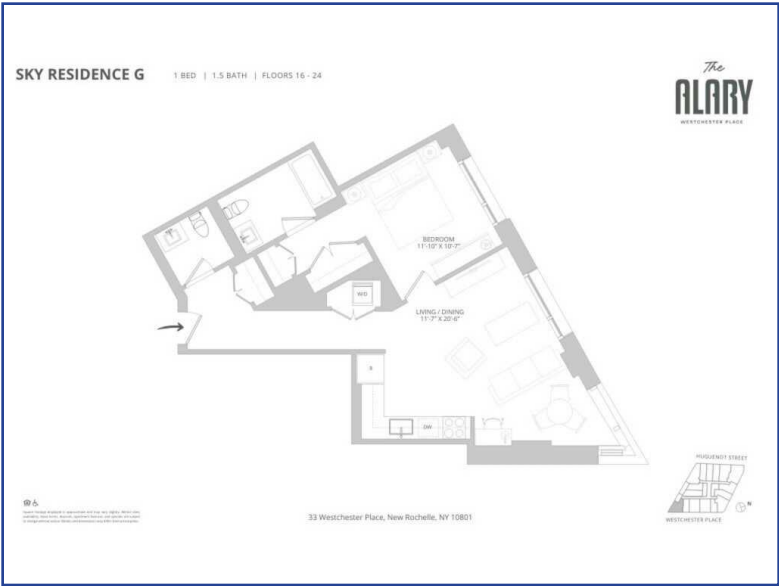 SKY RESIDENCE G
1 BED | 1.5 BATH | FLOORS 16 - 24
The
ALARY
WESTCHESTER PLACE
BEDROOM
11'-10" X 10'-7"
W/D
LIVING / DINING
11'-7" X 20'-6"
R
DW
HUGUENOT STREET
N
WESTCHESTER PLACE
33 Westchester Place, New Rochelle, NY 10801